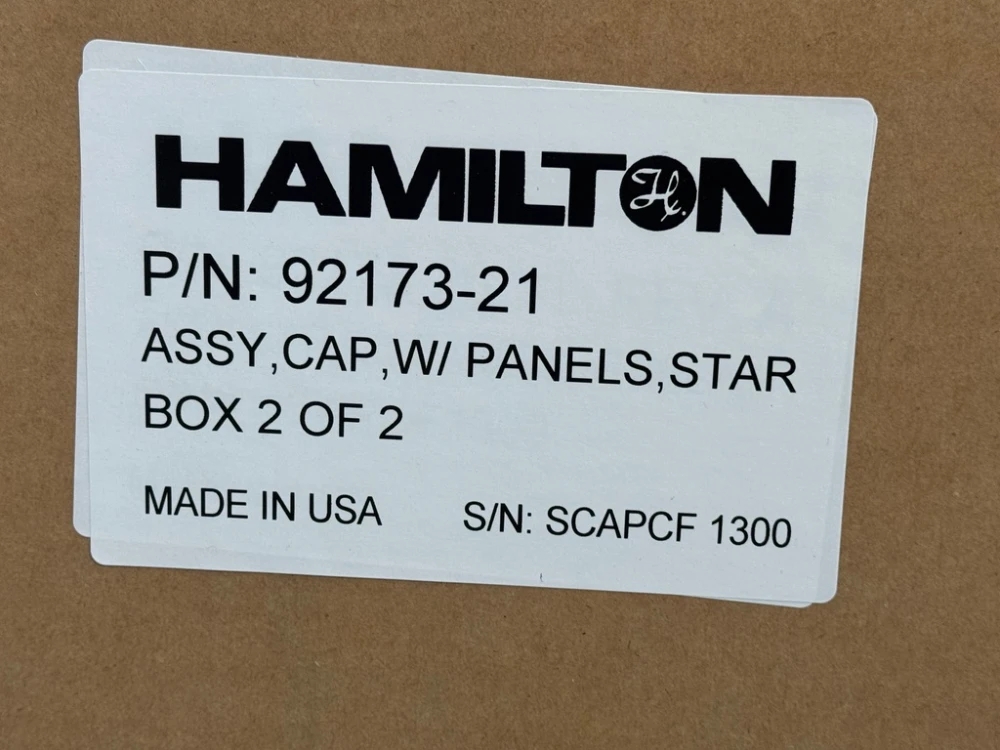 HAMILTON
P/N: 92173-21
ASSY,CAP,W/ PANELS,STAR
BOX 2 OF 2
MADE IN USA S/N: SCAPCF 1300